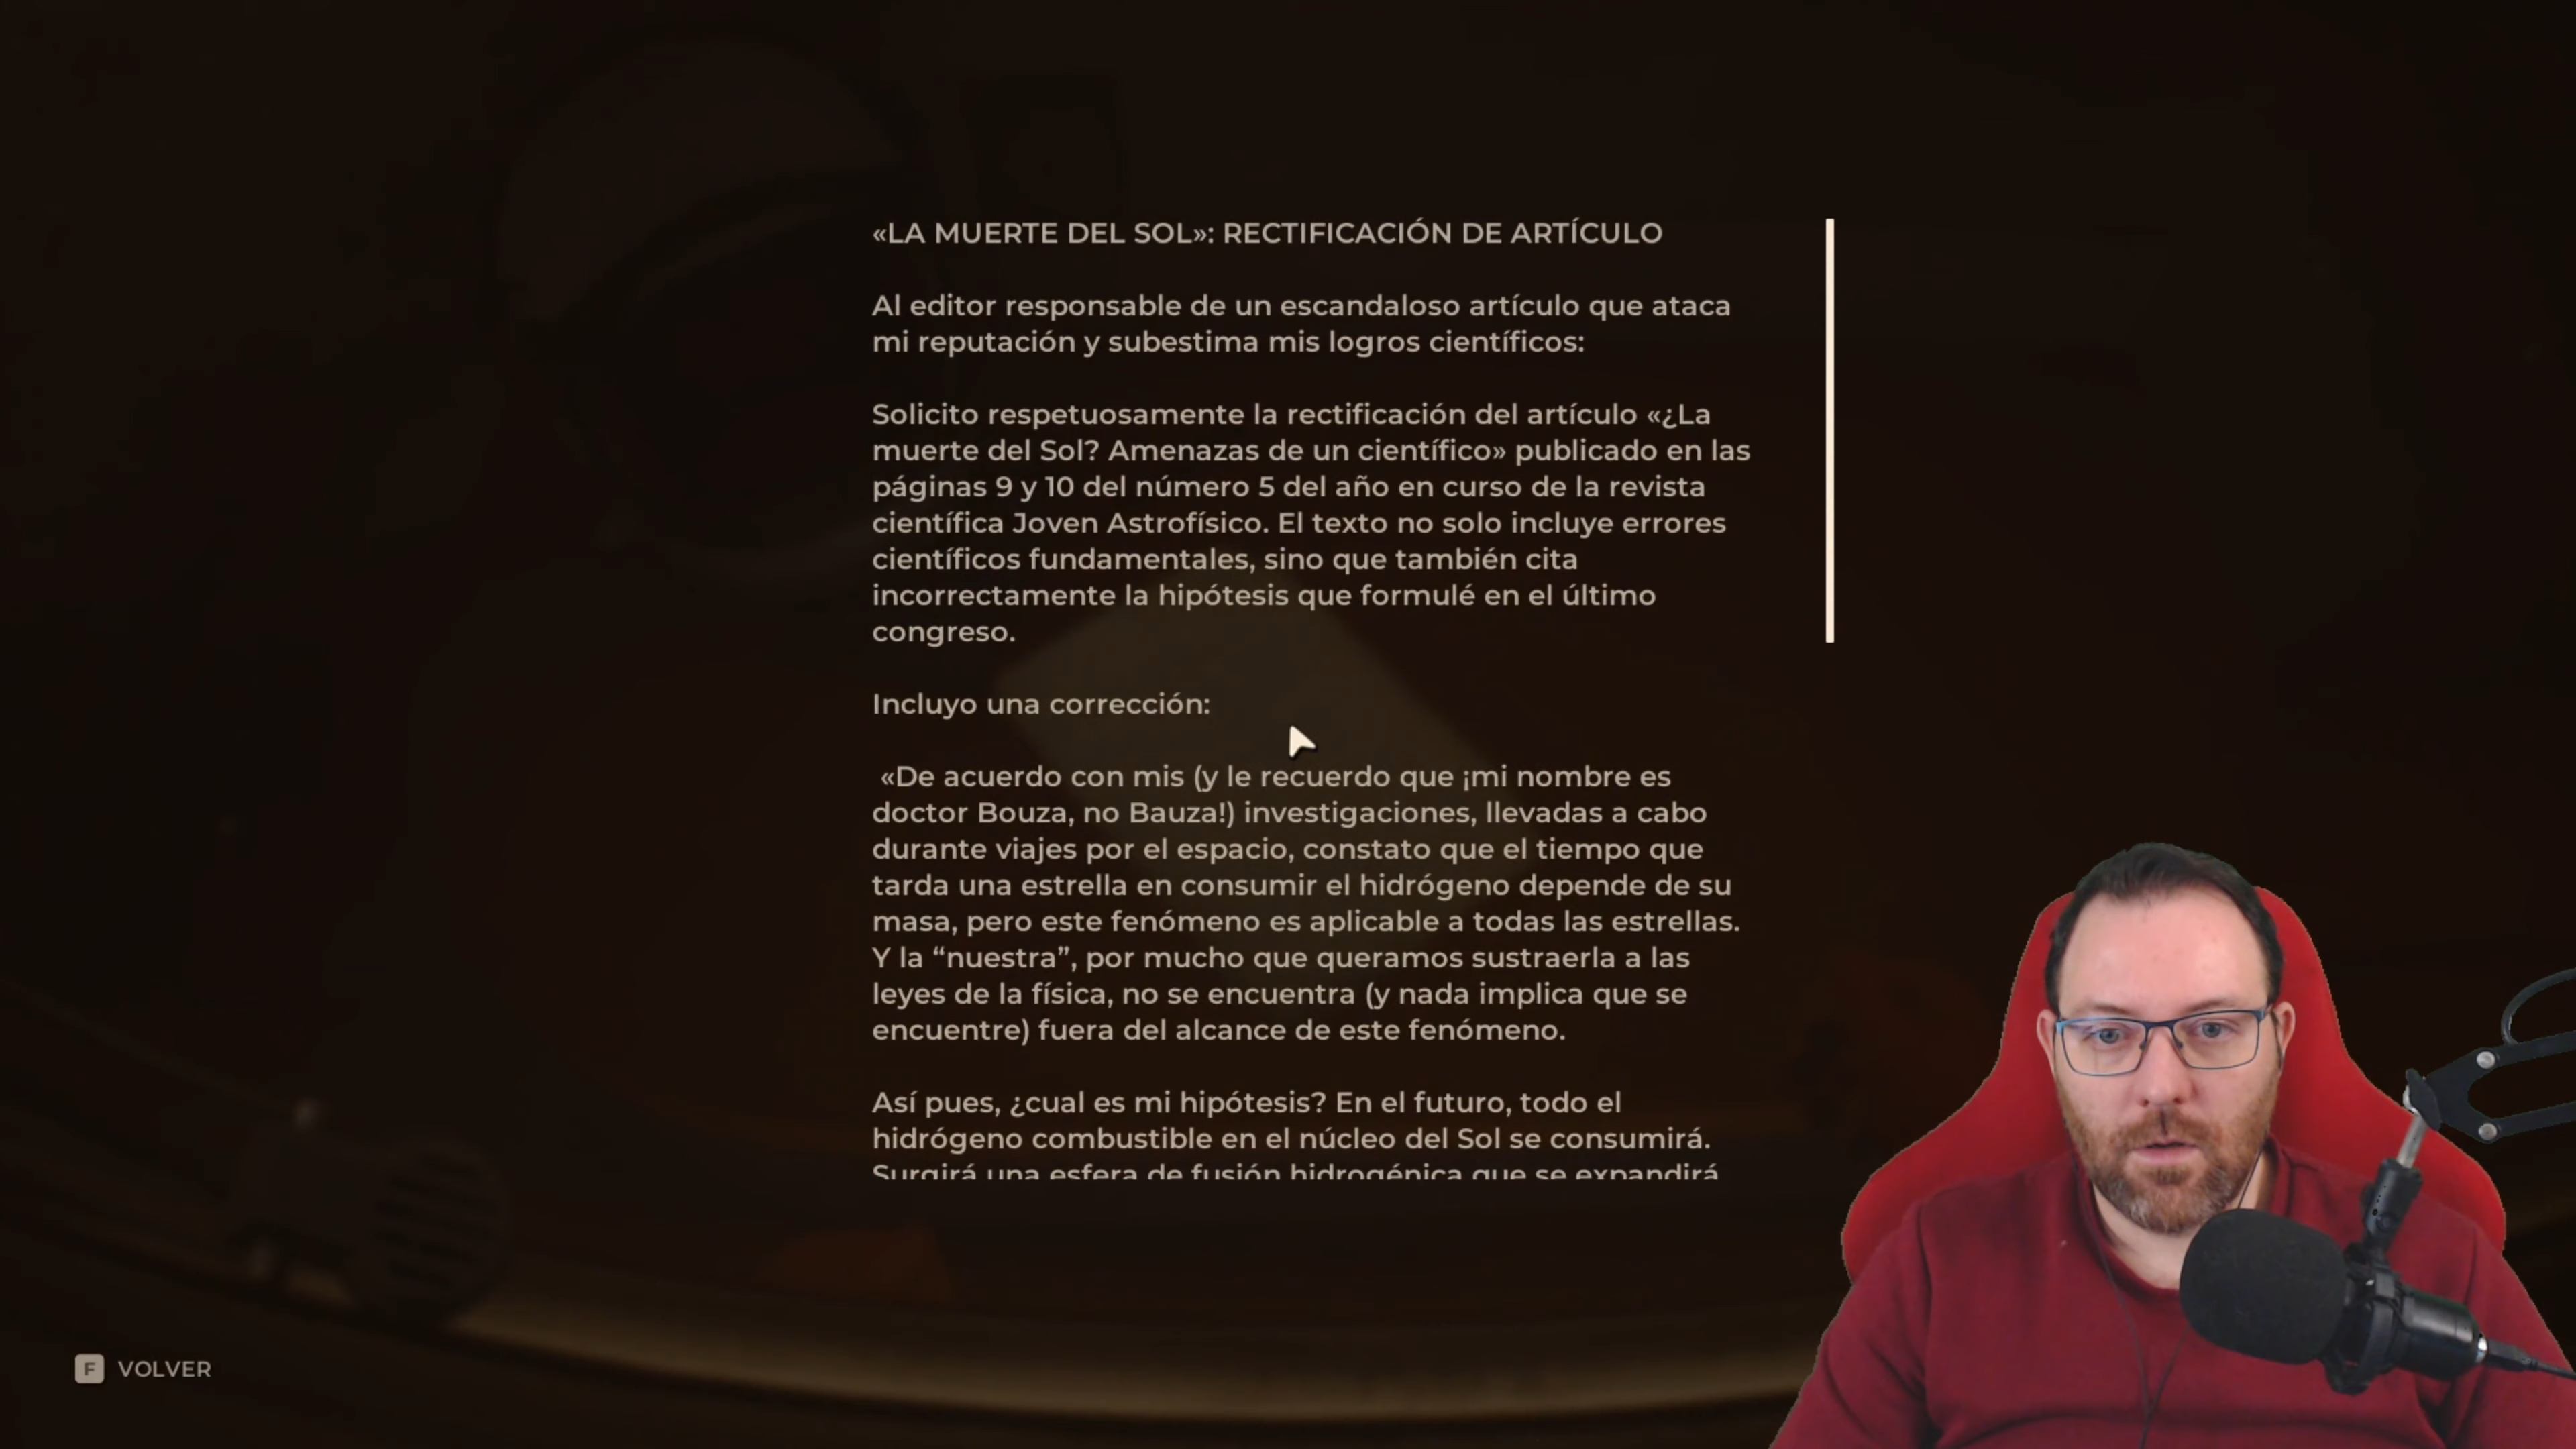 «LA MUERTE DEL SOL»: RECTIFICACIÓN DE ARTÍCULO
Al editor responsable de un escandaloso artículo que ataca
mi reputación y subestima mis logros científicos:
Solicito respetuosamente la rectificación del artículo «¿La
muerte del Sol? Amenazas de un científico» publicado en las
páginas 9 y 10 del número 5 del año en curso de la revista
científica Joven Astrofísico. El texto no solo incluye errores
científicos fundamentales, sino que también cita
incorrectamente la hipótesis que formulé en el último
congreso.
Incluyo una corrección:
«De acuerdo con mis (y le recuerdo que ¡mi nombre es
doctor Bouza, no Bauza!) investigaciones, llevadas a cabo
durante viajes por el espacio, constato que el tiempo que
tarda una estrella en consumir el hidrógeno depende de su
masa, pero este fenómeno es aplicable a todas las estrellas.
Y la “nuestra”, por mucho que queramos sustraerla a las
leyes de la física, no se encuentra (y nada implica que se
encuentre) fuera del alcance de este fenómeno.
Así pues, ¿cual es mi hipótesis? En el futuro, todo el
hidrógeno combustible en el núcleo del Sol se consumirá.
Surgirá una esfera de fusión hidrogénica que se expandirá
F VOLVER